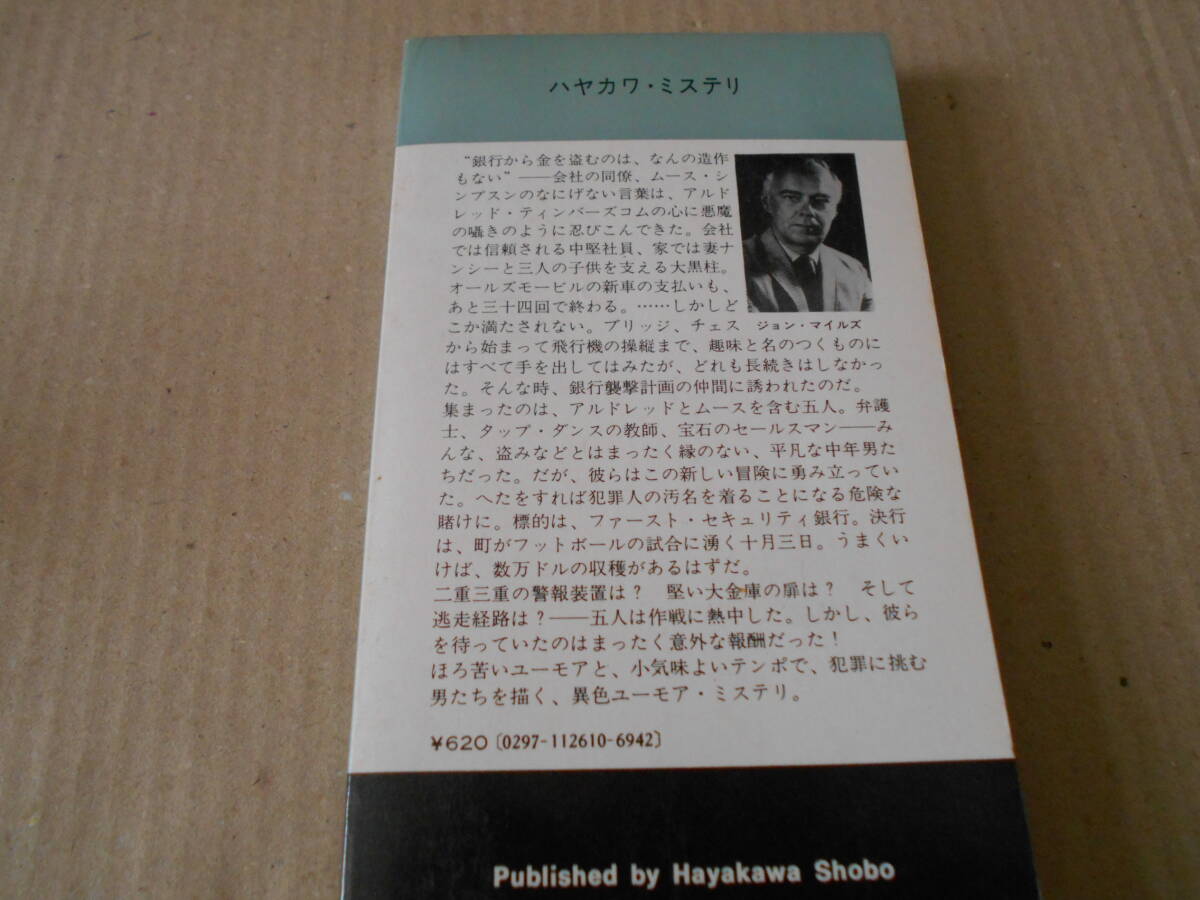 ハヤカワ・ミステリ
“銀行から金を盗むのは、なんの造作
もない”――会社の同僚、ムース・シ
ンプスンのなにげない言葉は、アルド
レッド・ティンバーズコムの心に悪魔
の囁きのように忍びこんできた。会社
では信頼される中堅社員、家では妻ナ
ンシーと三人の子供を支える大黒柱。
オールズモービルの新車の支払いも、
あと三十四回で終わる。……しかしど
こか満たされない。ブリッジ、チェス
ジョン・マイルズ
から始まって飛行機の操縦まで、趣味と名のつくものに
はすべて手を出してはみたが、どれも長続きはしなかっ
た。そんな時、銀行襲撃計画の仲間に誘われたのだ。
集まったのは、アルドレッドとムースを含む五人。弁護
士、タップ・ダンスの教師、宝石のセールスマン――み
んな、盗みなどとはまったく縁のない、平凡な中年男た
ちだった。だが、彼らはこの新しい冒険に勇み立ってい
た。へたをすれば犯罪人の汚名を着ることになる危険な
賭けに。標的は、ファースト・セキュリティ銀行。決行
は、町がフットボールの試合に湧く十月三日。うまくい
けば、数万ドルの収穫があるはずだ。
二重三重の警報装置は？　堅い大金庫の扉は？　そして
逃走経路は？――五人は作戦に熱中した。しかし、彼ら
を待っていたのはまったく意外な報酬だった！
ほろ苦いユーモアと、小気味よいテンポで、犯罪に挑む
男たちを描く、異色ユーモア・ミステリ。
¥620〔0297-112610-6942〕
Published by Hayakawa Shobo